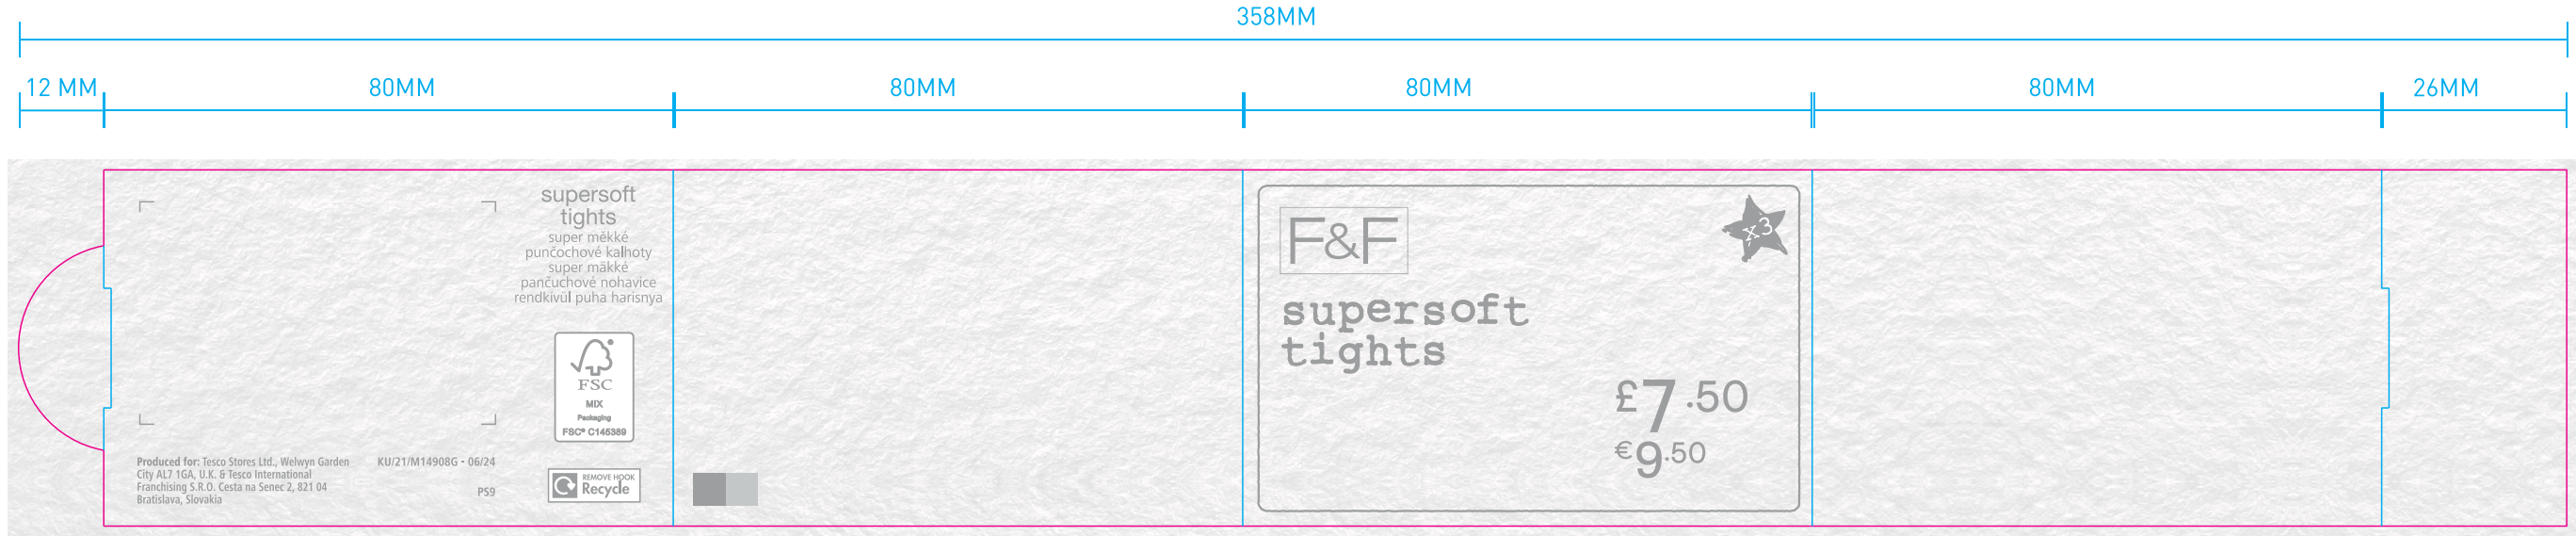 358MM
12 MM
80MM
80MM
80MM
80MM
26MM
supersoft
tights
super měkké
punčochové kalhoty
super mäkké
pančuchové nohavice
rendkívül puha harisnya
FSC
MIX
Packaging
FSC® C145389
Produced for: Tesco Stores Ltd., Welwyn Garden
City AL7 1GA, U.K. & Tesco International
Franchising S.R.O. Cesta na Senec 2, 821 04
Bratislava, Slovakia
KU/21/M14908G - 06/24
PS9
REMOVE HOOK
Recycle
F&F
x3
supersoft
tights
£7.50
€9.50